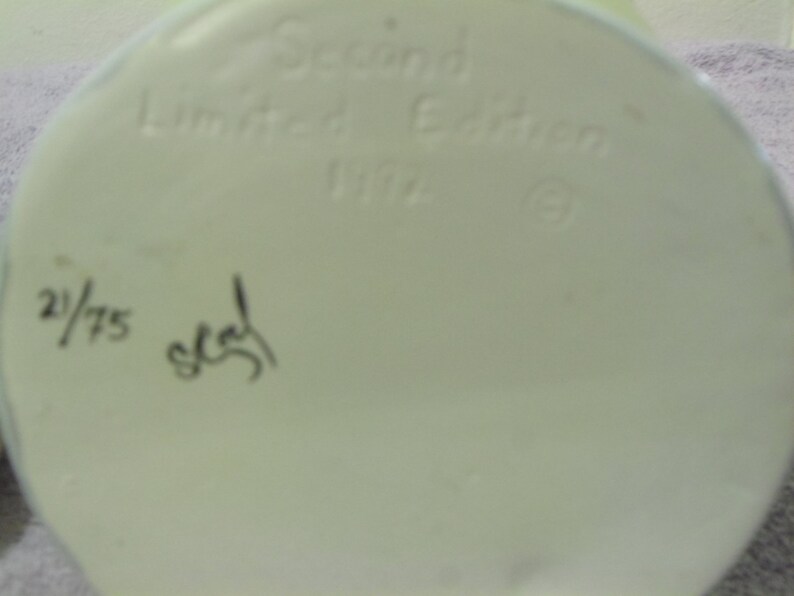 Second
Limited Edition
1992 ©
21/75